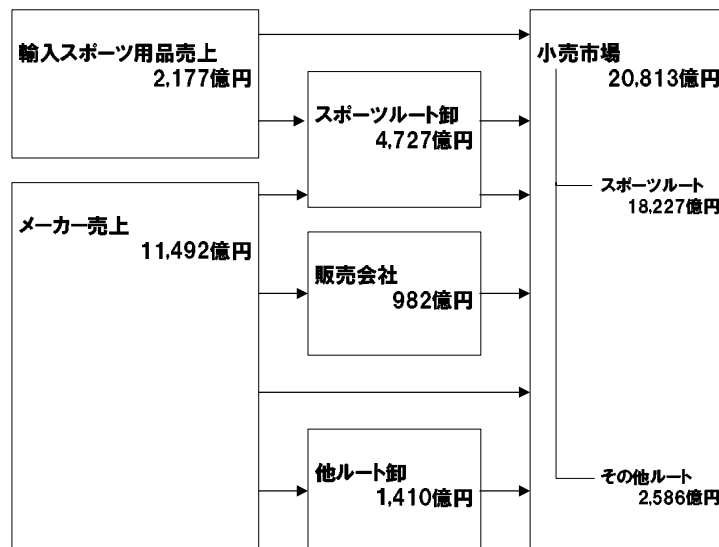 輸入スポーツ用品売上
2,177億円
スポーツルート卸
4,727億円
小売市場
20,813億円
スポーツルート
18,227億円
メーカー売上
11,492億円
販売会社
982億円
他ルート卸
1,410億円
その他ルート
2,586億円